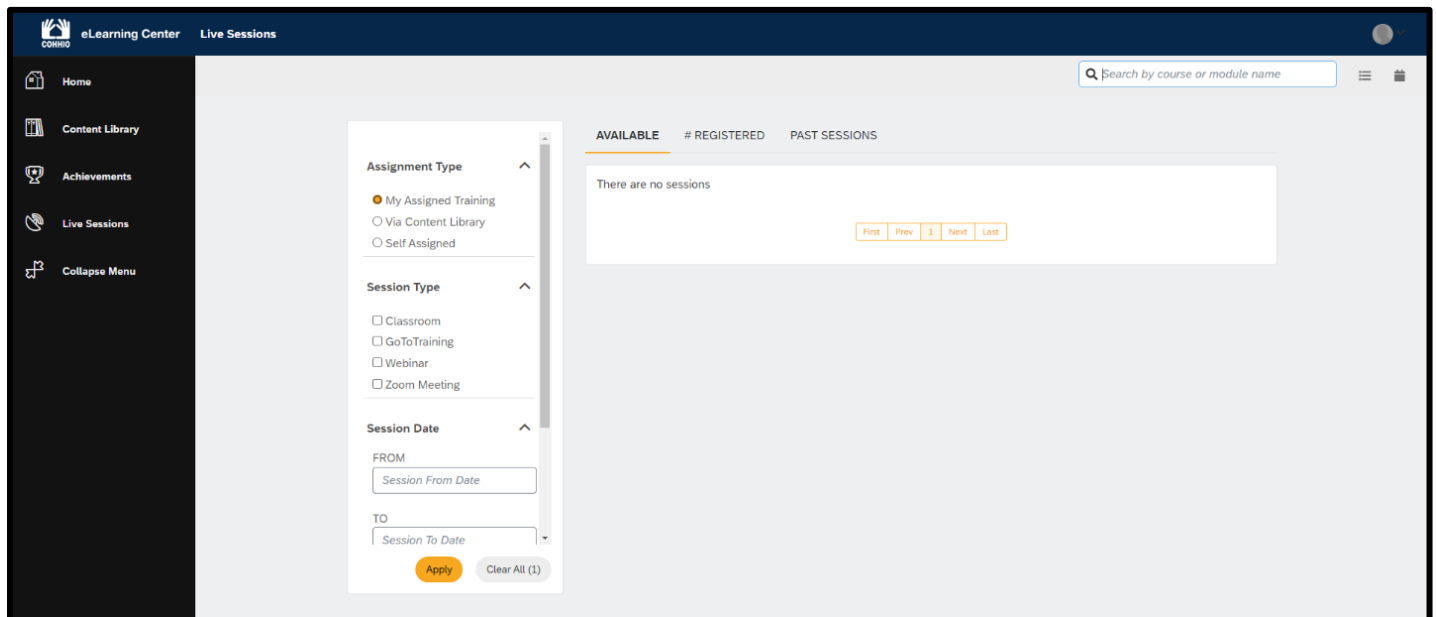 COHHIO
eLearning Center Live Sessions
Search by course or module name
Home
Content Library
Achievements
Live Sessions
Collapse Menu
Assignment Type
My Assigned Training
Via Content Library
Self Assigned
Session Type
Classroom
GoToTraining
Webinar
Zoom Meeting
Session Date
FROM
Session From Date
TO
Session To Date
Apply Clear All (1)
AVAILABLE # REGISTERED PAST SESSIONS
There are no sessions
First Prev 1 Next Last